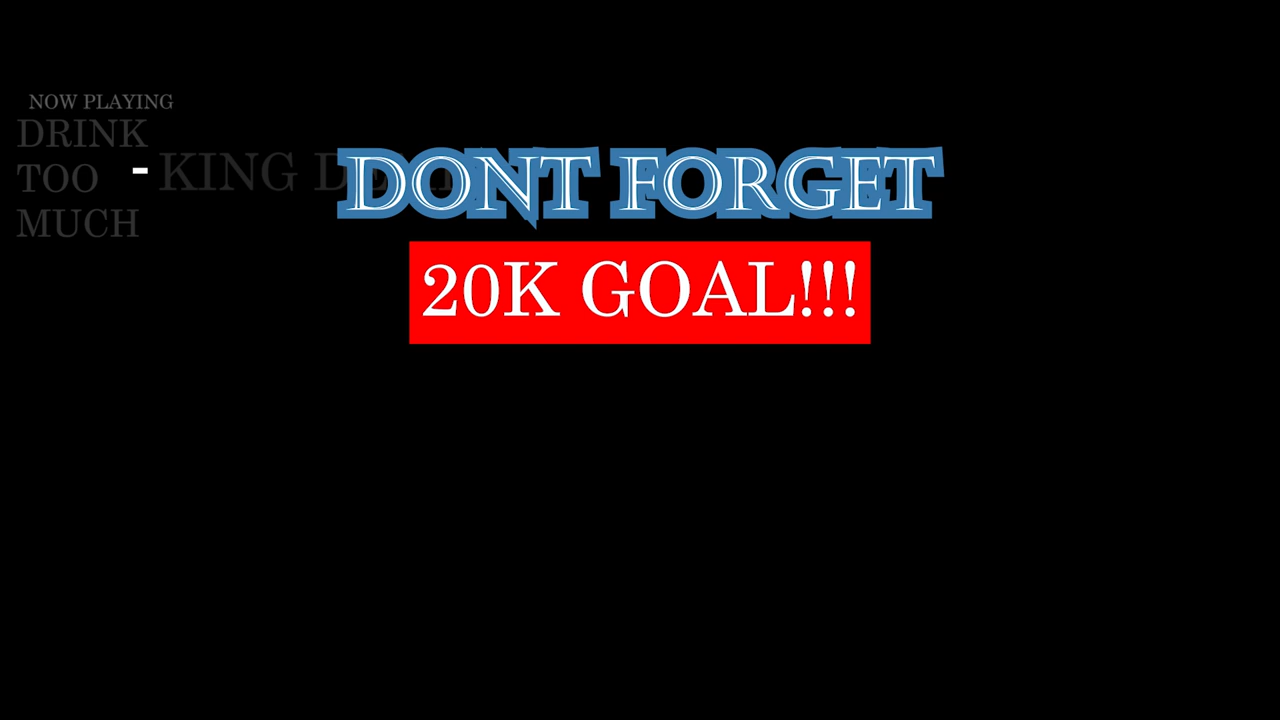 NOW PLAYING
DRINK
TOO
MUCH
- KING
DONT FORGET
20K GOAL!!!